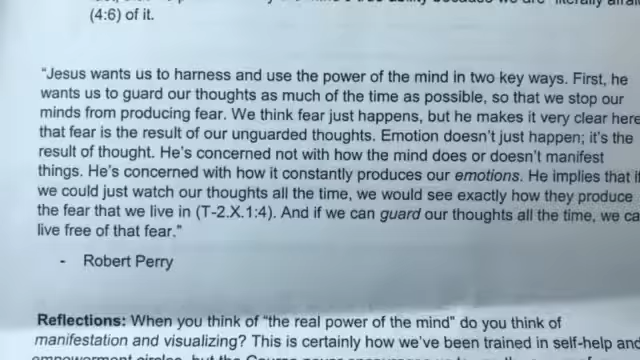 (4:6) of it.
“Jesus wants us to harness and use the power of the mind in two key ways. First, he
wants us to guard our thoughts as much of the time as possible, so that we stop our
minds from producing fear. We think fear just happens, but he makes it very clear here
that fear is the result of our unguarded thoughts. Emotion doesn’t just happen; it’s the
result of thought. He’s concerned not with how the mind does or doesn’t manifest
things. He’s concerned with how it constantly produces our emotions. He implies that if
we could just watch our thoughts all the time, we would see exactly how they produce
the fear that we live in (T-2.X.1:4). And if we can guard our thoughts all the time, we ca
live free of that fear.”
- Robert Perry
Reflections: When you think of “the real power of the mind” do you think of
manifestation and visualizing? This is certainly how we’ve been trained in self-help and